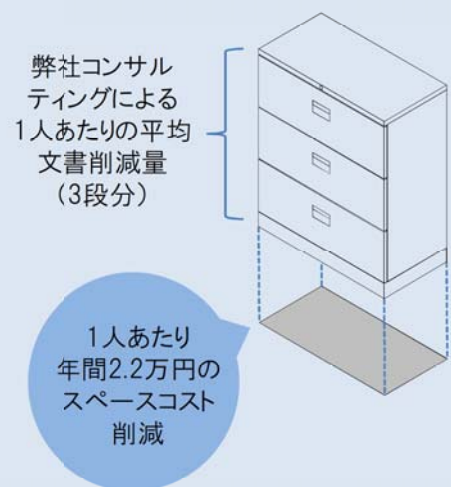 弊社コンサル
ティングによる
1人あたりの平均
文書削減量
（3段分）
1人あたり
年間2.2万円の
スペースコスト
削減